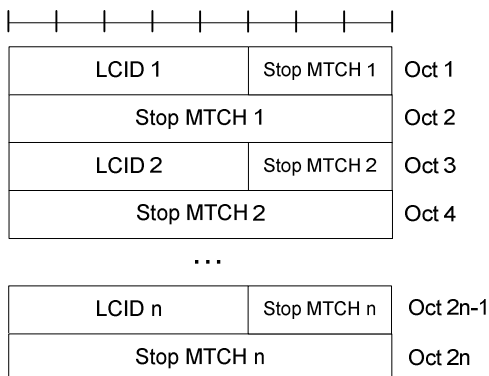 LCID 1 Stop MTCH 1 Oct 1
Stop MTCH 1 Oct 2
LCID 2 Stop MTCH 2 Oct 3
Stop MTCH 2 Oct 4
...
LCID n Stop MTCH n Oct 2n-1
Stop MTCH n Oct 2n